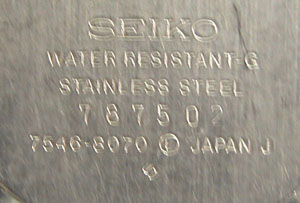 SEIKO
WATER RESISTANT-G
STAINLESS STEEL
787502
7546-8070 Ⓔ JAPAN J